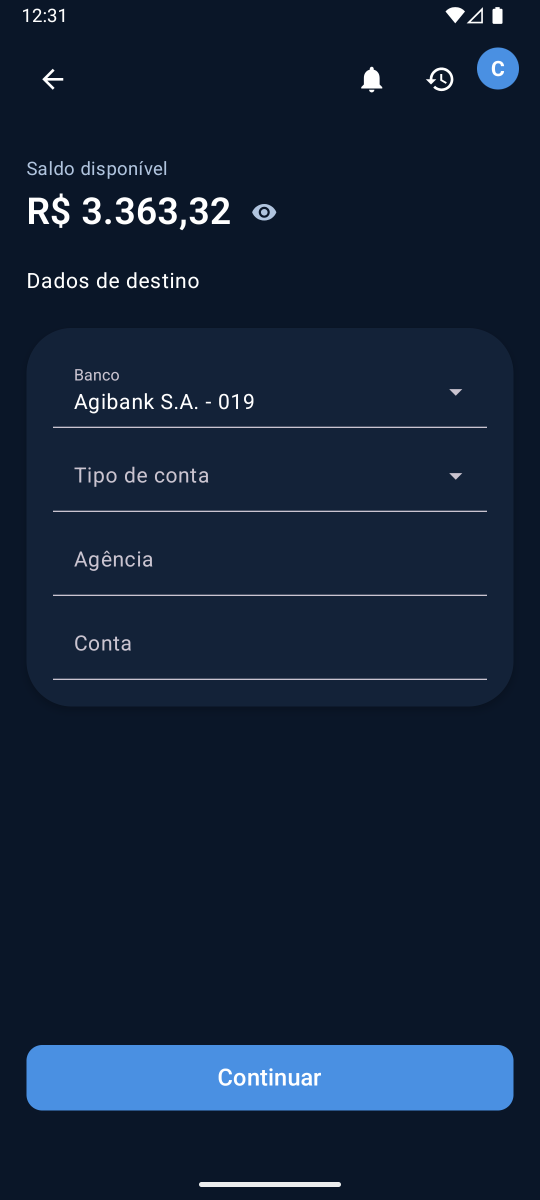 12:31
C
Saldo disponível
R$ 3.363,32
Dados de destino
Banco
Agibank S.A. - 019
Tipo de conta
Agência
Conta
Continuar